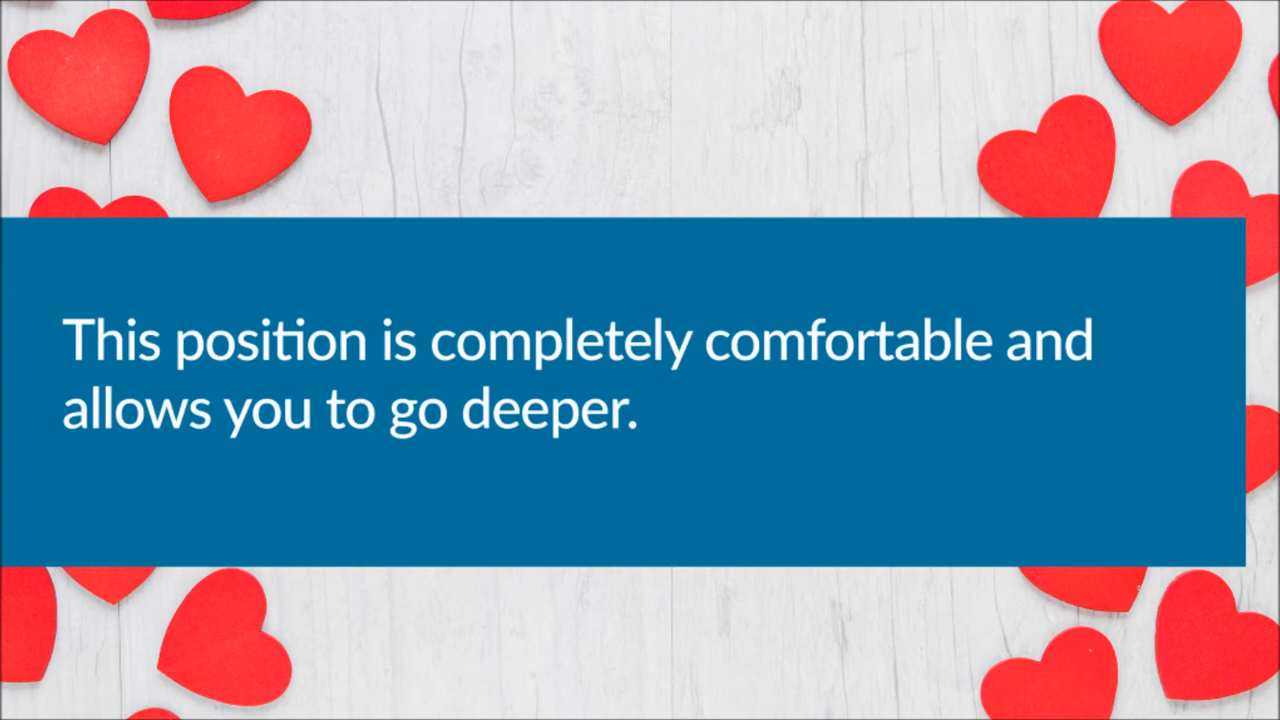 This position is completely comfortable and
allows you to go deeper.